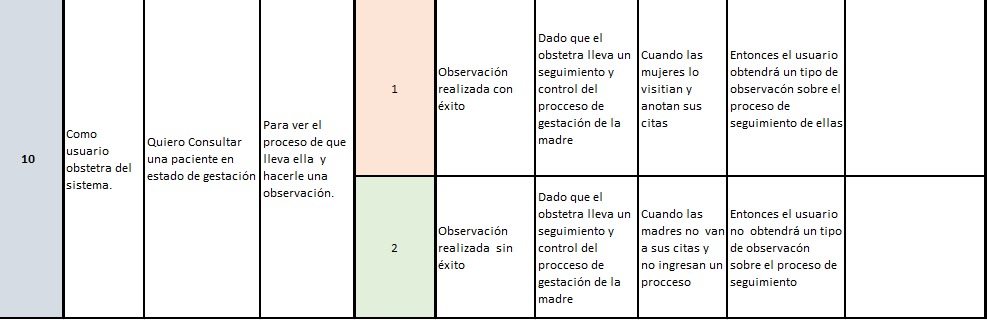 10
Como
usuario
obstetra del
sistema.
Quiero Consultar
una paciente en
estado de gestación
Para ver el
proceso de que
lleva ella y
hacerle una
observación.
1
Observación
realizada con
éxito
Dado que el
obstetra lleva un
seguimiento y
control del
procceso de
gestación de la
madre
Cuando las
mujeres lo
visitian y
anotan sus
citas
Entonces el usuario
obtendrá un tipo de
observacón sobre el
proceso de
seguimiento de ellas
2
Observación
realizada sin
éxito
Dado que el
obstetra lleva un
seguimiento y
control del
procceso de
gestación de la
madre
Cuando las
madres no van
a sus citas y
no ingresan un
procceso
Entonces el usuario
no obtendrá un tipo
de observacón
sobre el proceso de
seguimiento